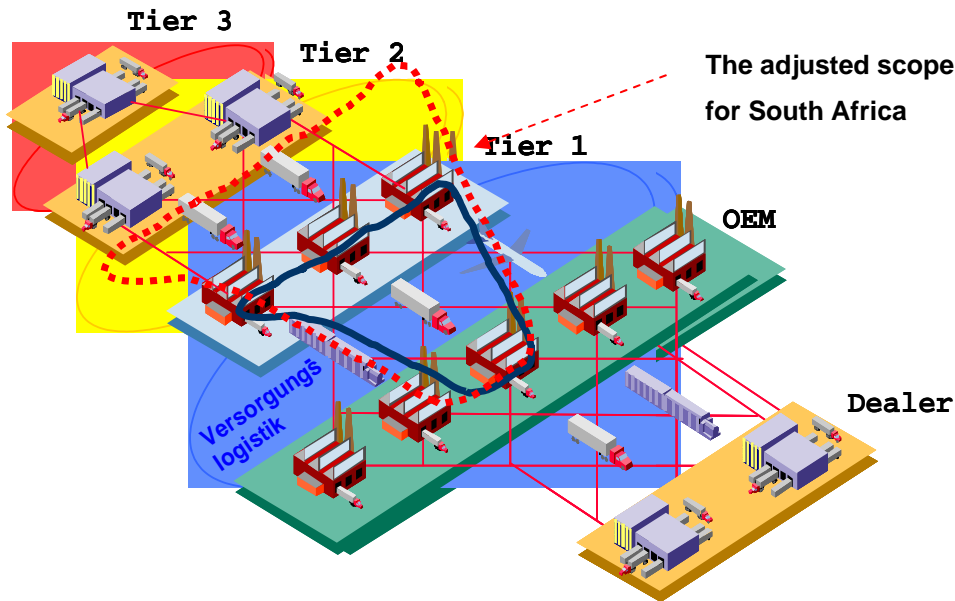 Tier 3
Tier 2
The adjusted scope
for South Africa
Tier 1
OEM
Versorgungs
logistik
Dealer